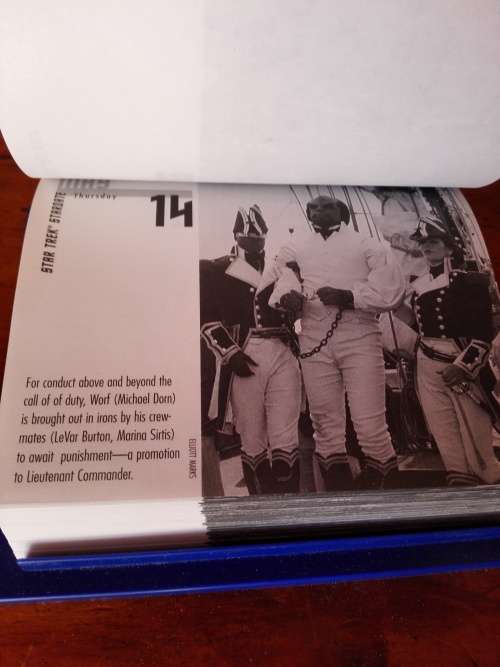 Thursday
14
STAR TREK® STARDATE
For conduct above and beyond the
call of of duty, Worf (Michael Dorn)
is brought out in irons by his crew-
mates (LeVar Burton, Marina Sirtis)
to await punishment—a promotion
to Lieutenant Commander.
ELLIOTT MARKS